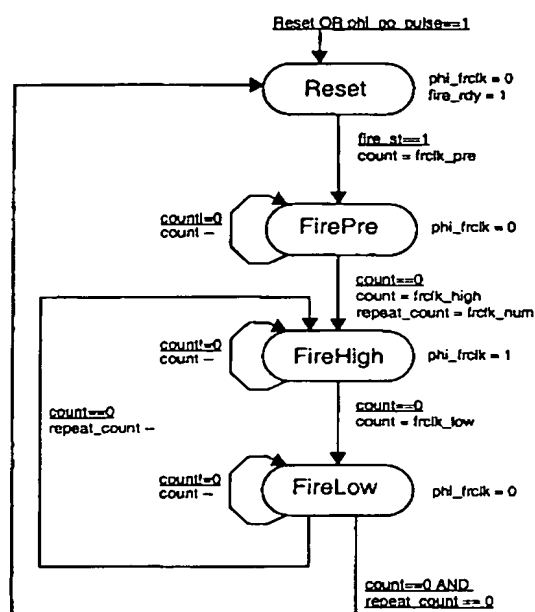 Reset OR phi_no_pulse==1
Reset
phi_frclk = 0
fire_rdy = 1
fire_st==1
count = frclk_pre
count!=0
count –
FirePre
phi_frclk = 0
count==0
count = frclk_high
repeat_count = frclk_num
count!=0
count –
FireHigh
phi_frclk = 1
count==0
repeat_count –
count==0
count = frclk_low
count!=0
count –
FireLow
phi_frclk = 0
count==0 AND
repeat_count == 0